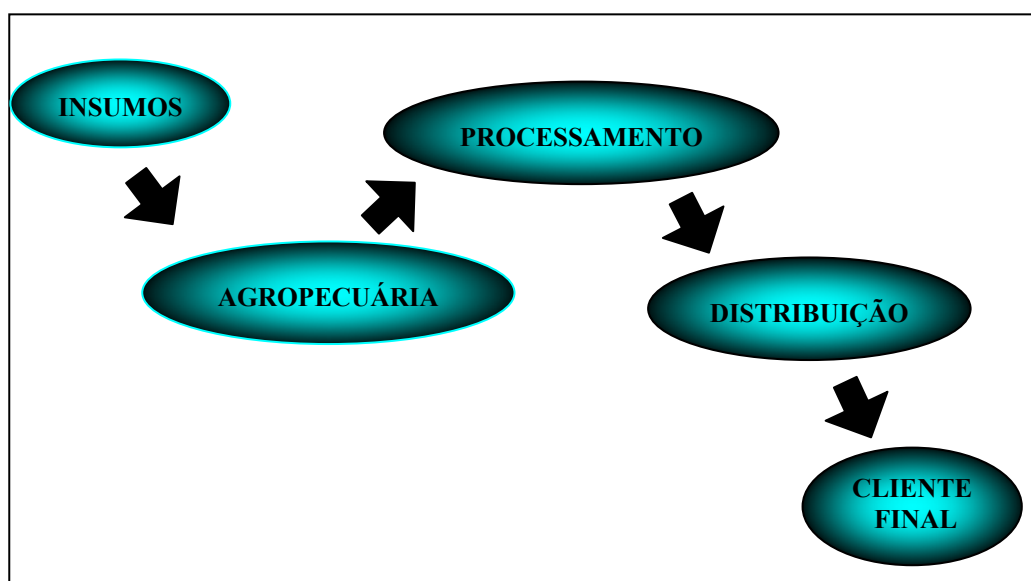 INSUMOS
PROCESSAMENTO
AGROPECUÁRIA
DISTRIBUIÇÃO
CLIENTE
FINAL